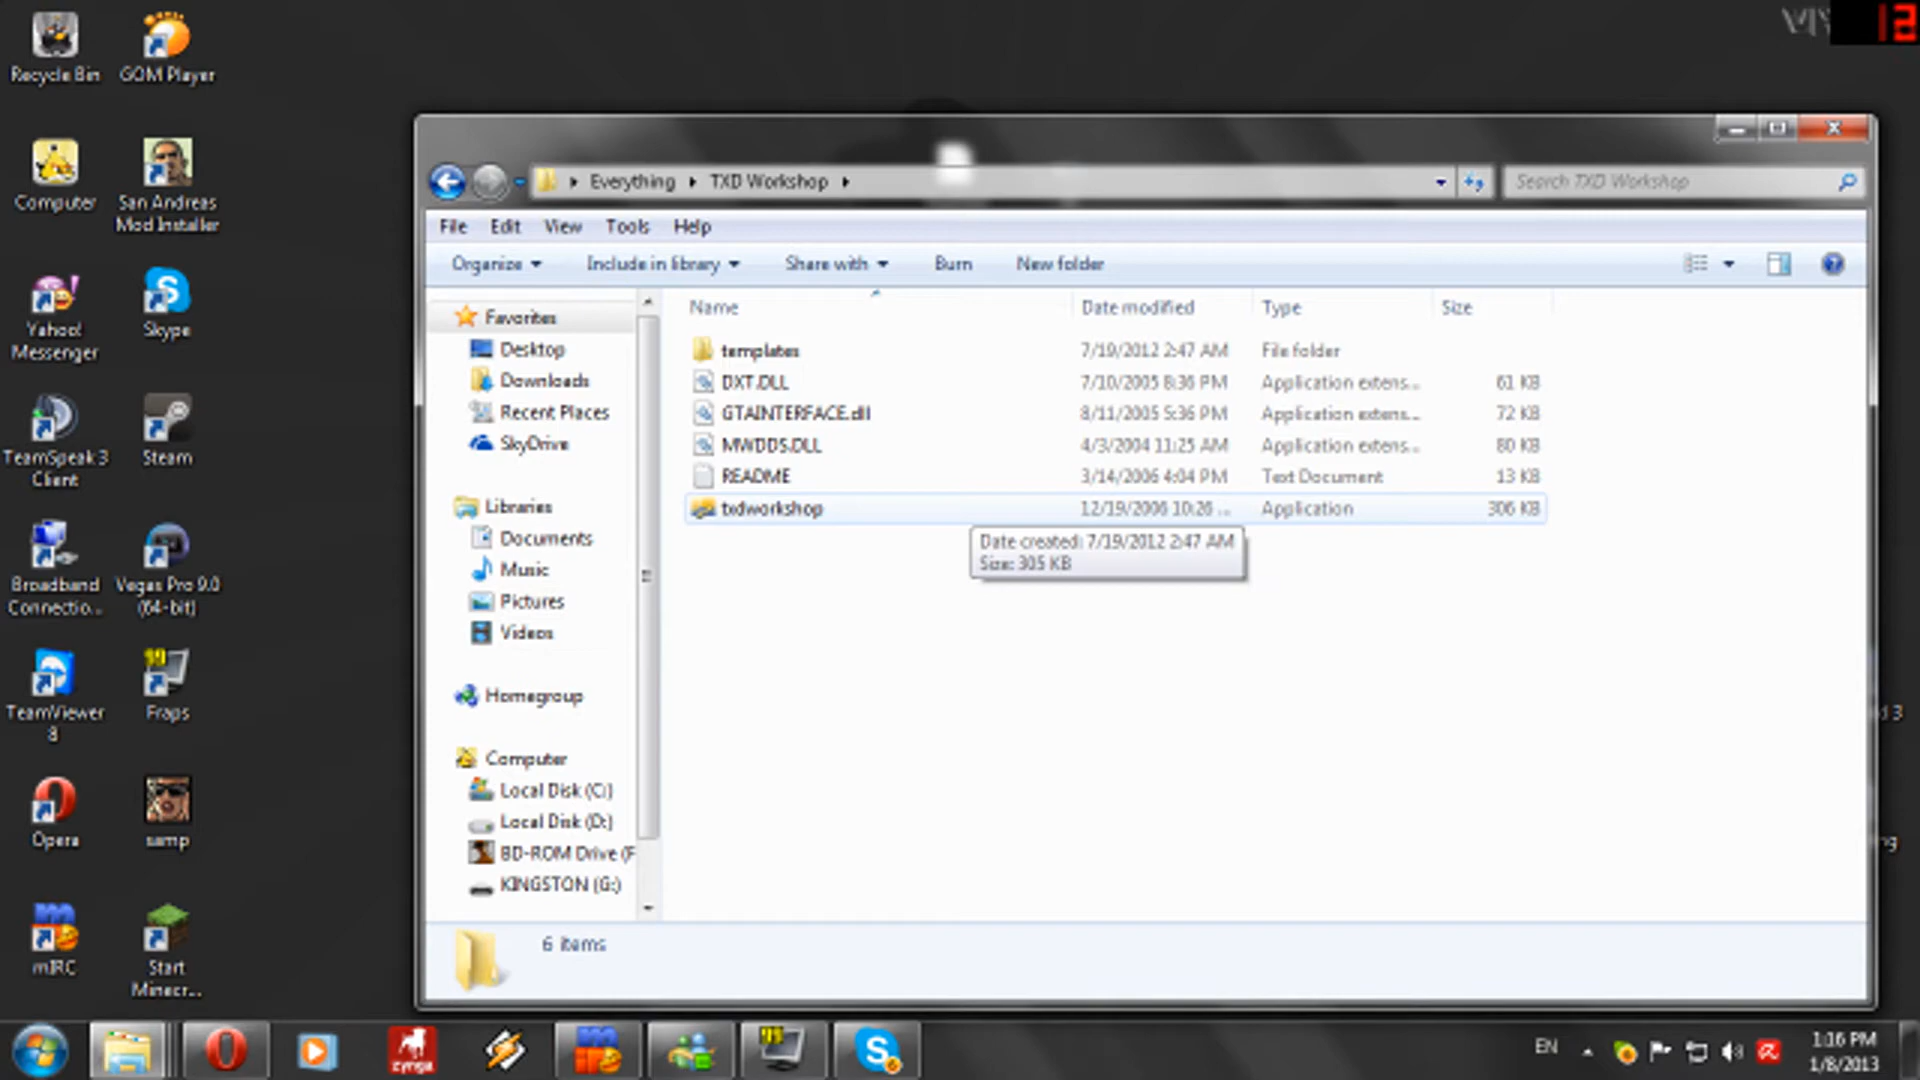 Recycle Bin
GOM Player
12
Computer
San Andreas
Mod Installer
Yahoo!
Messenger
Skype
TeamSpeak 3
Client
Steam
Broadband
Connectio...
Vegas Pro 9.0
(64-bit)
TeamViewer
8
Fraps
Opera
samp
mIRC
Start
Minecr...
Everything
TXD Workshop
Search TXD Workshop
File Edit View Tools Help
Organize
Include in library
Share with
Burn
New folder
Favorites
Desktop
Downloads
Recent Places
SkyDrive
Libraries
Documents
Music
Pictures
Videos
Homegroup
Computer
Local Disk (C:)
Local Disk (D:)
BD-ROM Drive (F
KINGSTON (G:)
Name Date modified Type Size
templates 7/19/2012 2:47 AM File folder
DXT.DLL 7/10/2005 8:36 PM Application extens... 61 KB
GTAINTERFACE.dll 8/11/2005 5:36 PM Application extens... 72 KB
MWDDS.DLL 4/3/2004 11:25 AM Application extens... 80 KB
README 3/14/2006 4:04 PM Text Document 13 KB
txdworkshop 12/19/2006 10:26 ... Application 306 KB
Date created: 7/19/2012 2:47 AM
Size: 305 KB
6 items
zynga
EN
1:16 PM
1/8/2013